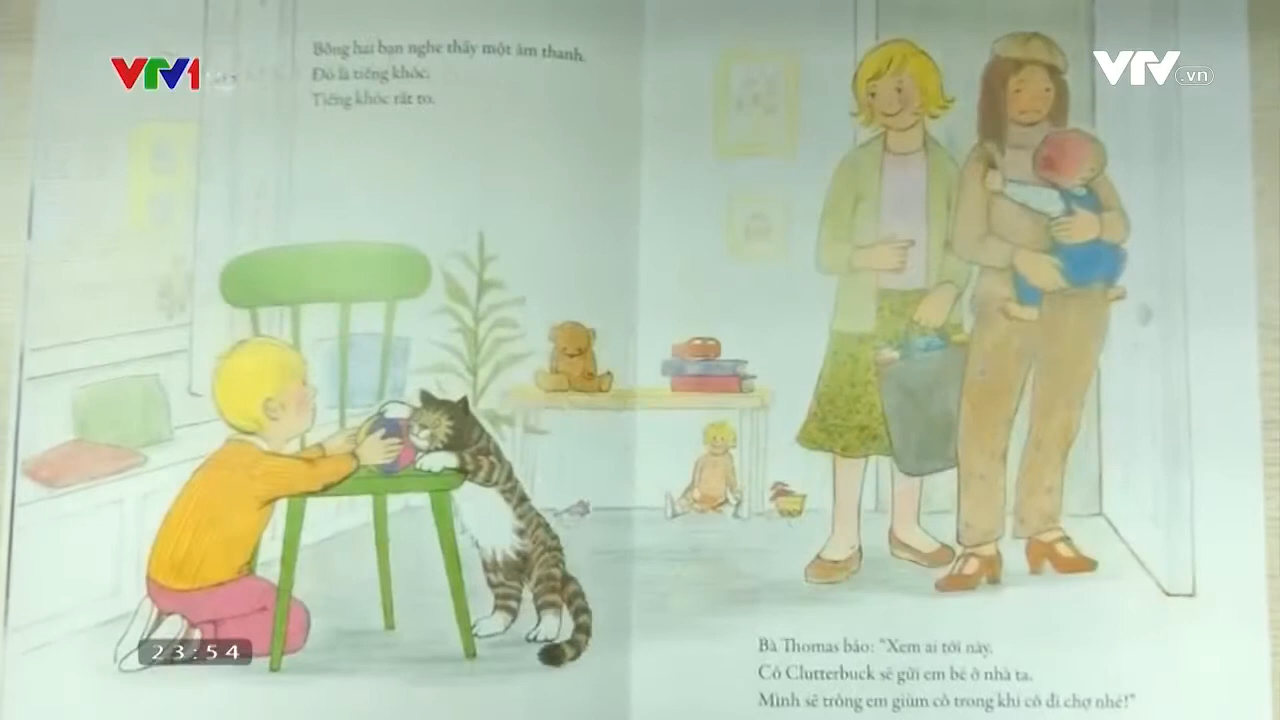 Bỗng hai bạn nghe thấy một âm thanh.
Đó là tiếng khóc.
Tiếng khóc rất to.
VTV1
VTV.vn
23:54
Bà Thomas bảo: "Xem ai tới này.
Cô Clutterbuck sẽ gửi em bé ở nhà ta.
Mình sẽ trông em giùm cô trong khi cô đi chợ nhé!"